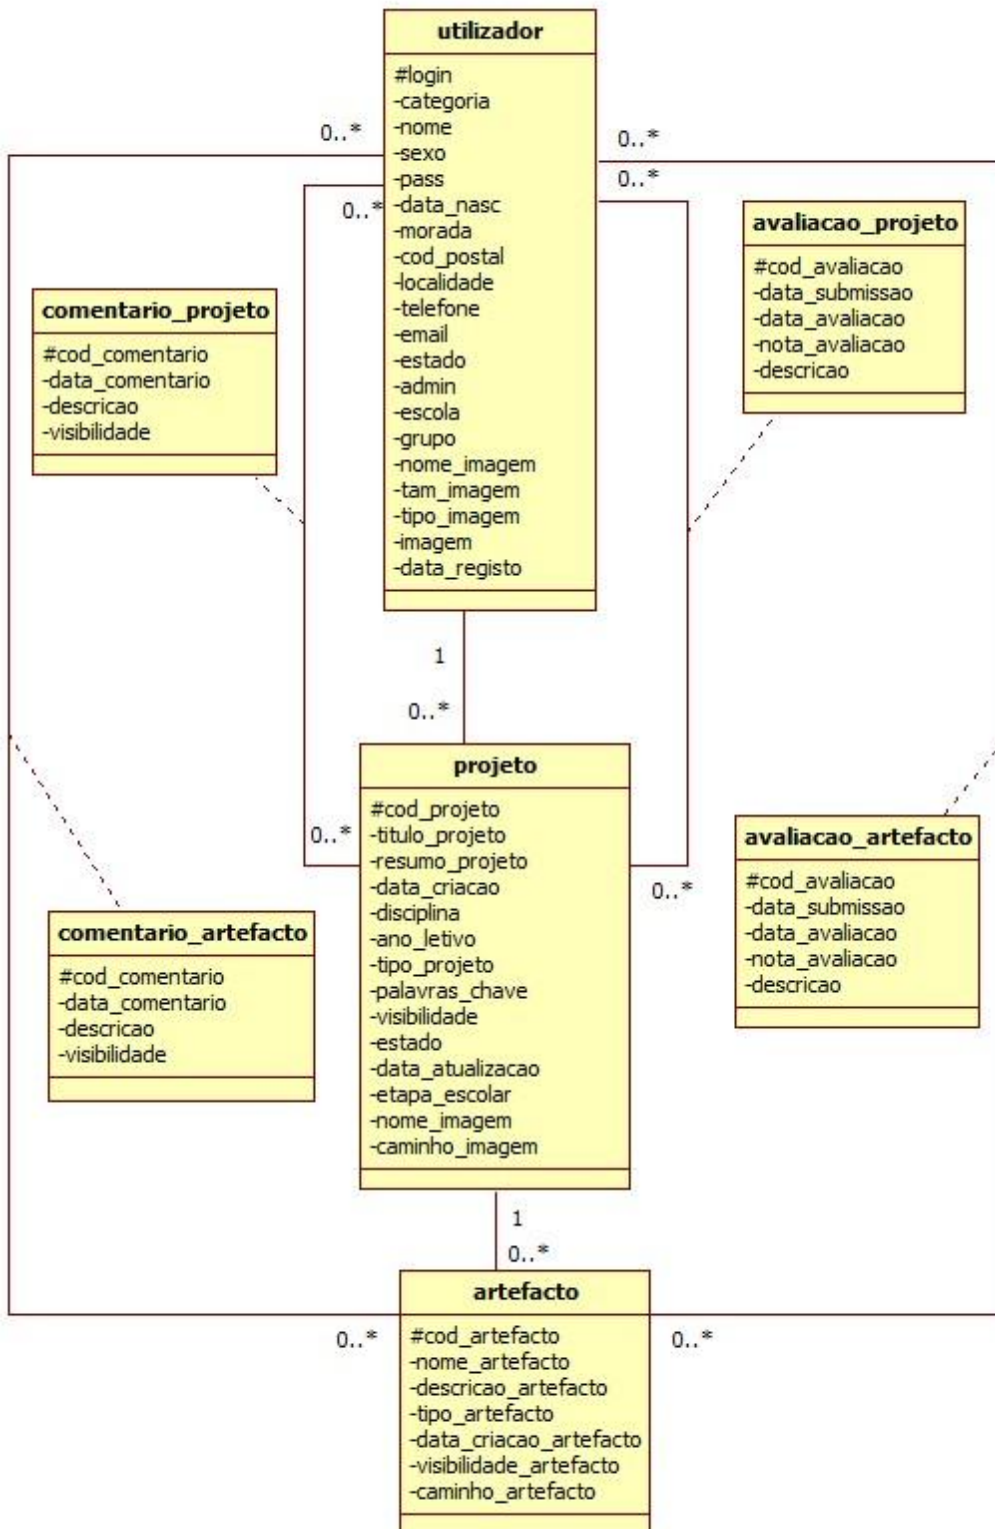 utilizador
#login
-categoria
-nome
-sexo
-pass
-data_nasc
-morada
-cod_postal
-localidade
-telefone
-email
-estado
-admin
-escola
-grupo
-nome_imagem
-tam_imagem
-tipo_imagem
-imagem
-data_registo
0..*
0..*
0..*
0..*
comentario_projeto
#cod_comentario
-data_comentario
-descricao
-visibilidade
avaliacao_projeto
#cod_avaliacao
-data_submissao
-data_avaliacao
-nota_avaliacao
-descricao
1
0..*
projeto
#cod_projeto
-titulo_projeto
-resumo_projeto
-data_criacao
-disciplina
-ano_letivo
-tipo_projeto
-palavras_chave
-visibilidade
-estado
-data_atualizacao
-etapa_escolar
-nome_imagem
-caminho_imagem
0..*
0..*
comentario_artefacto
#cod_comentario
-data_comentario
-descricao
-visibilidade
avaliacao_artefacto
#cod_avaliacao
-data_submissao
-data_avaliacao
-nota_avaliacao
-descricao
1
0..*
artefacto
#cod_artefacto
-nome_artefacto
-descricao_artefacto
-tipo_artefacto
-data_criacao_artefacto
-visibilidade_artefacto
-caminho_artefacto
0..*
0..*